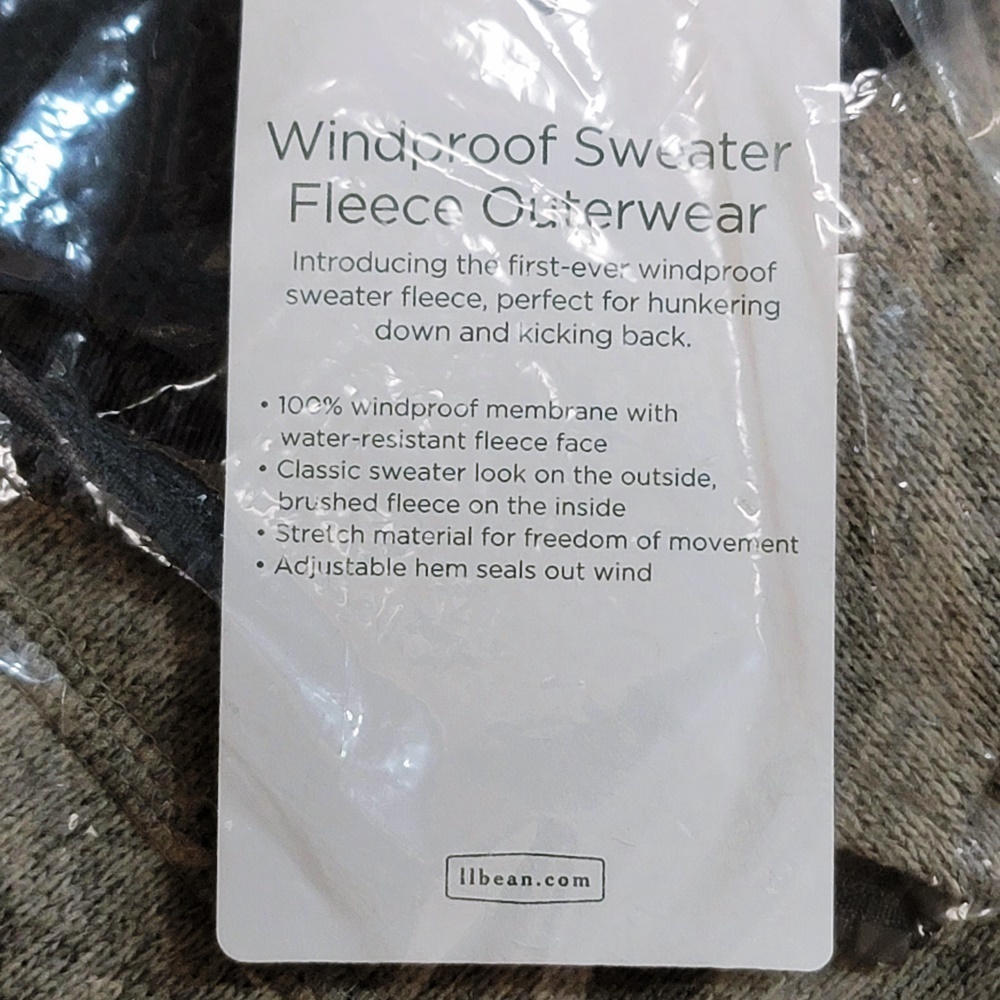 Windproof Sweater
Fleece Outerwear
Introducing the first-ever windproof
sweater fleece, perfect for hunkering
down and kicking back.
• 100% windproof membrane with
water-resistant fleece face
• Classic sweater look on the outside,
brushed fleece on the inside
• Stretch material for freedom of movement
• Adjustable hem seals out wind
llbean.com